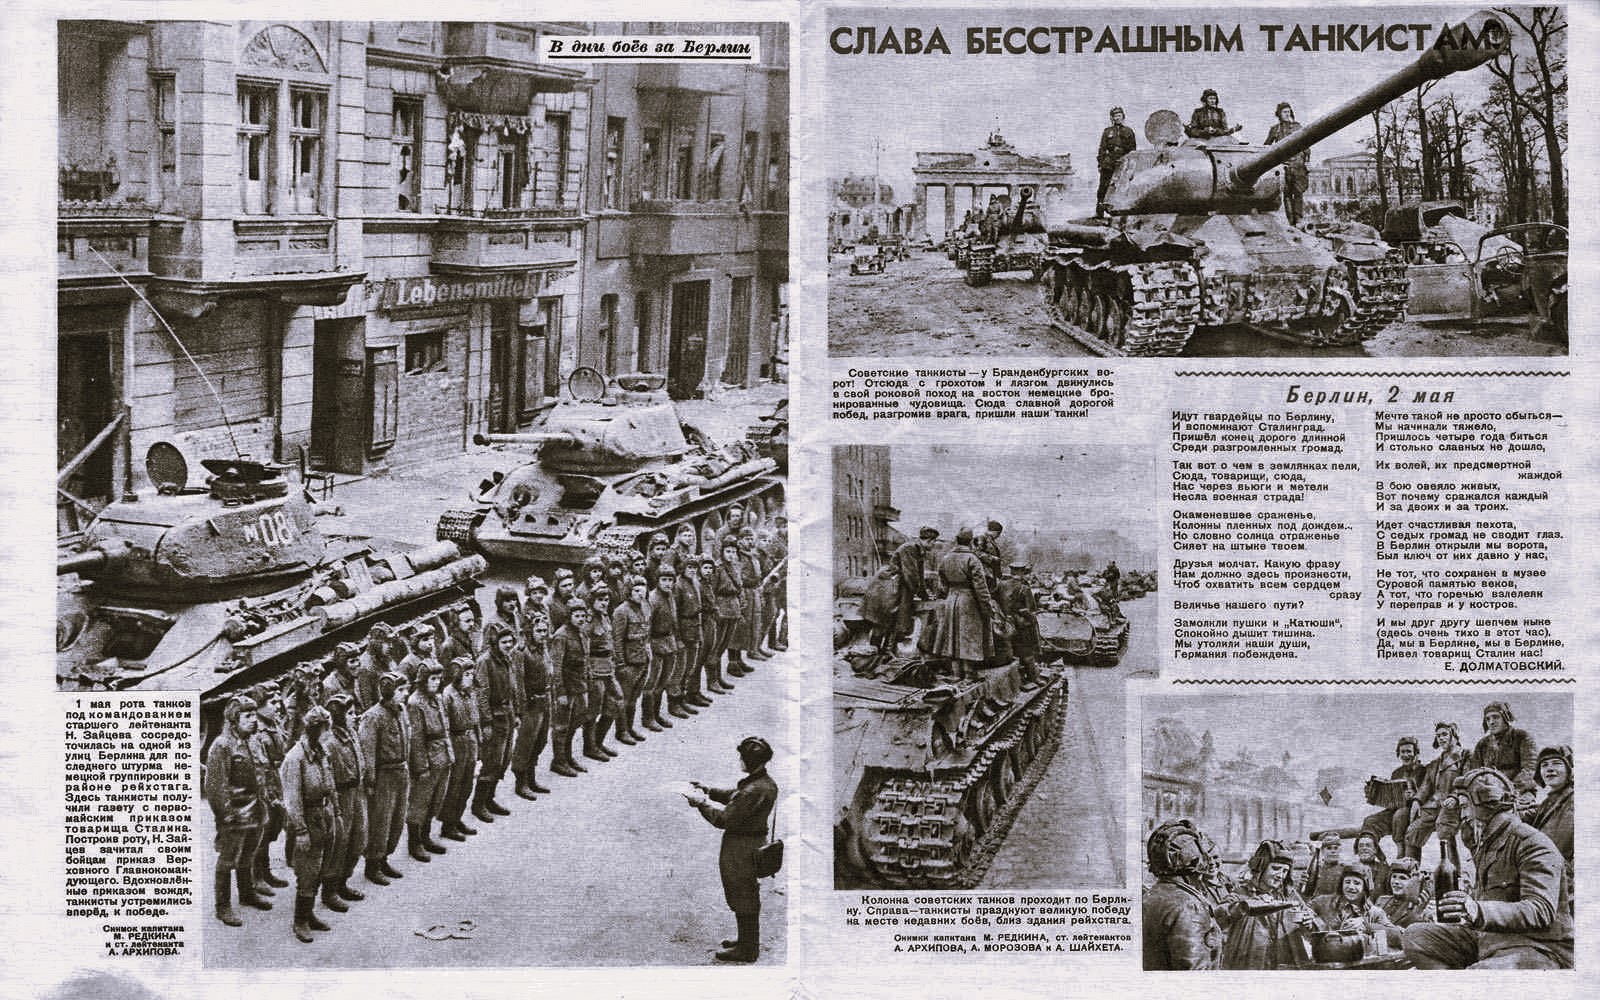 В дни боёв за Берлин
Lebensmittel
М08
1 мая рота танков
под командованием
старшего лейтенанта
Н. Зайцева сосредо-
точилась на одной из
улиц Берлина для по-
следнего штурма не-
мецкой группировки в
районе рейхстага.
Здесь танкисты полу-
чили газету с перво-
майским приказом
товарища Сталина.
Построив роту, Н. Зай-
цев зачитал своим
бойцам приказ Вер-
ховного Главнокоман-
дующего. Вдохновлён-
ные приказом вождя,
танкисты устремились
вперёд, к победе.
Снимок капитана
М. РЕДКИНА
и ст. лейтенанта
А. АРХИПОВА.
СЛАВА БЕССТРАШНЫМ ТАНКИСТАМ!
Советские танкисты — у Бранденбургских во-
рот! Отсюда с грохотом и лязгом двинулись
в свой роковой поход на восток немецкие бро-
нированные чудовища. Сюда славной дорогой
побед, разгромив врага, пришли наши танки!
Берлин, 2 мая
Идут гвардейцы по Берлину,
И вспоминают Сталинград.
Пришёл конец дороге длинной
Среди разгромленных громад.
Так вот о чем в землянках пели,
Сюда, товарищи, сюда,
Нас через вьюги и метели
Несла военная страда!
Окаменевшее сраженье,
Колонны пленных под дождем...
Но словно солнца отраженье
Сияет на штыке твоем.
Друзья молчат. Какую фразу
Нам должно здесь произнести,
Чтоб охватить всем сердцем
сразу
Величье нашего пути?
Замолкли пушки и „Катюши“,
Спокойно дышит тишина.
Мы утолили наши души,
Германия побеждена.
Мечте такой не просто сбыться—
Мы начинали тяжело,
Пришлось четыре года биться
И столько славных не дошло,
Их волей, их предсмертной
жаждой
В бою овеяло живых,
Вот почему сражался каждый
И за двоих и за троих.
Идет счастливая пехота,
С седых громад не сводит глаз.
В Берлин открыли мы ворота,
Был ключ от них давно у нас,
Не тот, что сохранен в музее
Суровой памятью веков,
А тот, что горечью взлелеян
У переправ и у костров.
И мы друг другу шепчем ныне
(здесь очень тихо в этот час).
Да, мы в Берлине, мы в Берлине,
Привел товарищ Сталин нас!
Е. ДОЛМАТОВСКИЙ.
Колонна советских танков проходит по Берли-
ну. Справа—танкисты празднуют великую победу
на месте недавних боёв, близ здания рейхстага.
Снимки капитана М. РЕДКИНА, ст. лейтенантов
А. АРХИПОВА, А. МОРОЗОВА и А. ШАЙХЕТА.